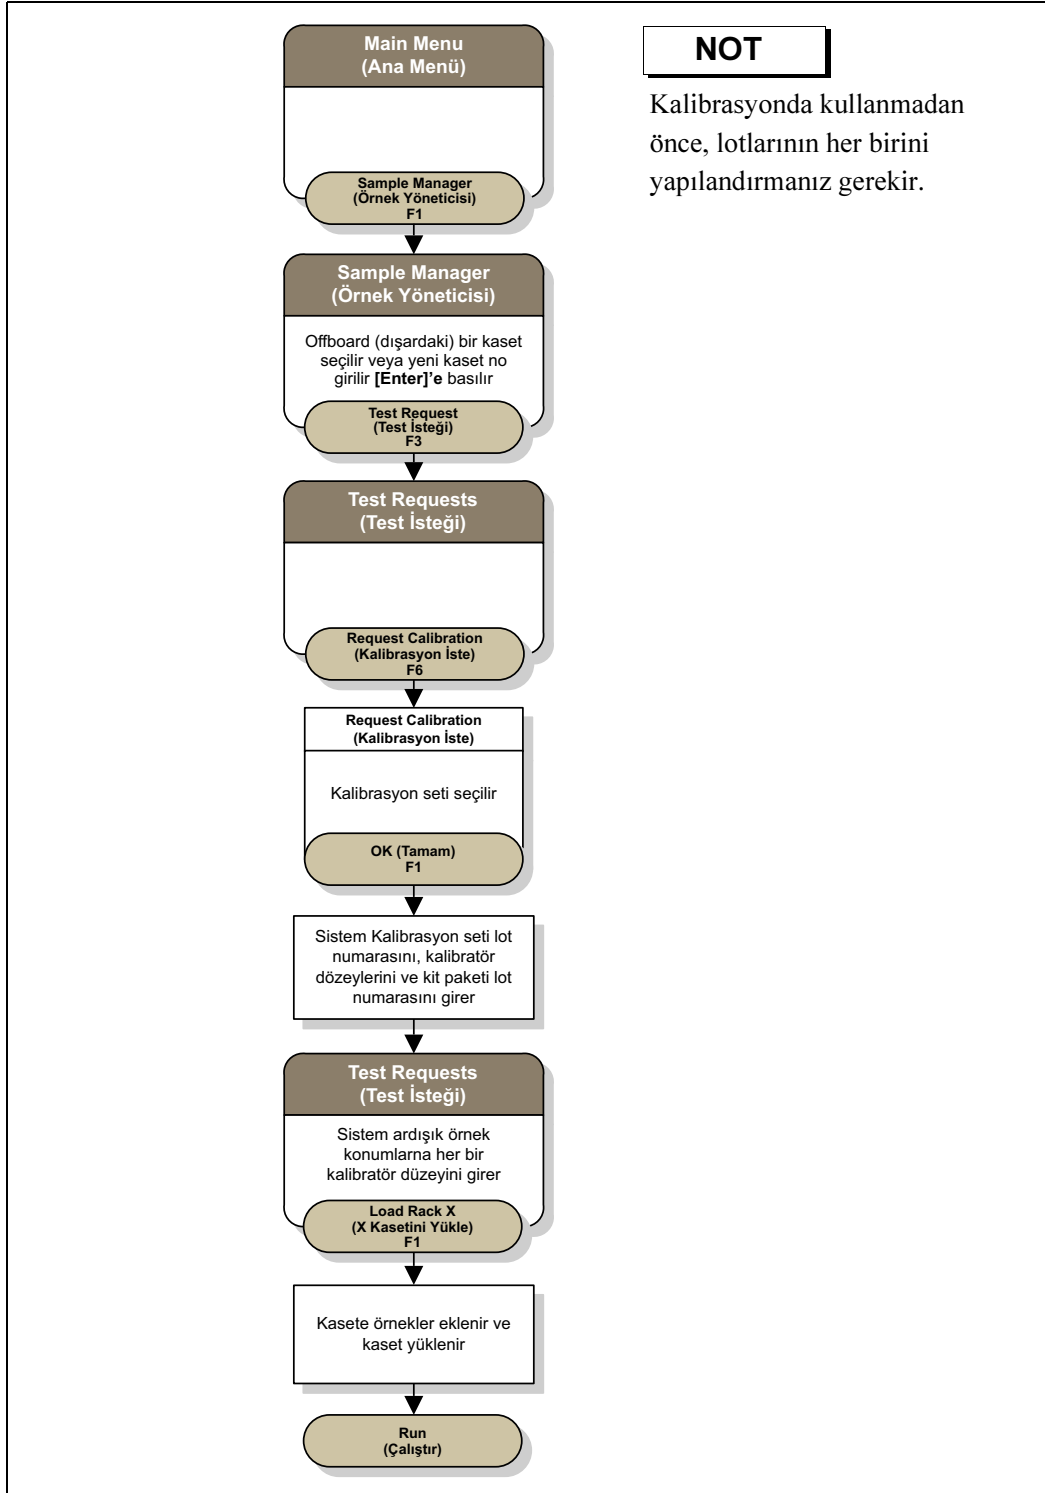 Main Menu
(Ana Menü)
Sample Manager
(Örnek Yöneticisi)
F1
NOT
Kalibrasyonda kullanmadan
önce, lotlarının her birini
yapılandırmanız gerekir.
Sample Manager
(Örnek Yöneticisi)
Offboard (dışardaki) bir kaset
seçilir veya yeni kaset no
girilir [Enter]’e basılır
Test Request
(Test İsteği)
F3
Test Requests
(Test İsteği)
Request Calibration
(Kalibrasyon İste)
F6
Request Calibration
(Kalibrasyon İste)
Kalibrasyon seti seçilir
OK (Tamam)
F1
Sistem Kalibrasyon seti lot
numarasını, kalibratör
dözeylerini ve kit paketi lot
numarasını girer
Test Requests
(Test İsteği)
Sistem ardışık örnek
konumlarna her bir
kalibratör düzeyini girer
Load Rack X
(X Kasetini Yükle)
F1
Kasete örnekler eklenir ve
kaset yüklenir
Run
(Çalıştır)